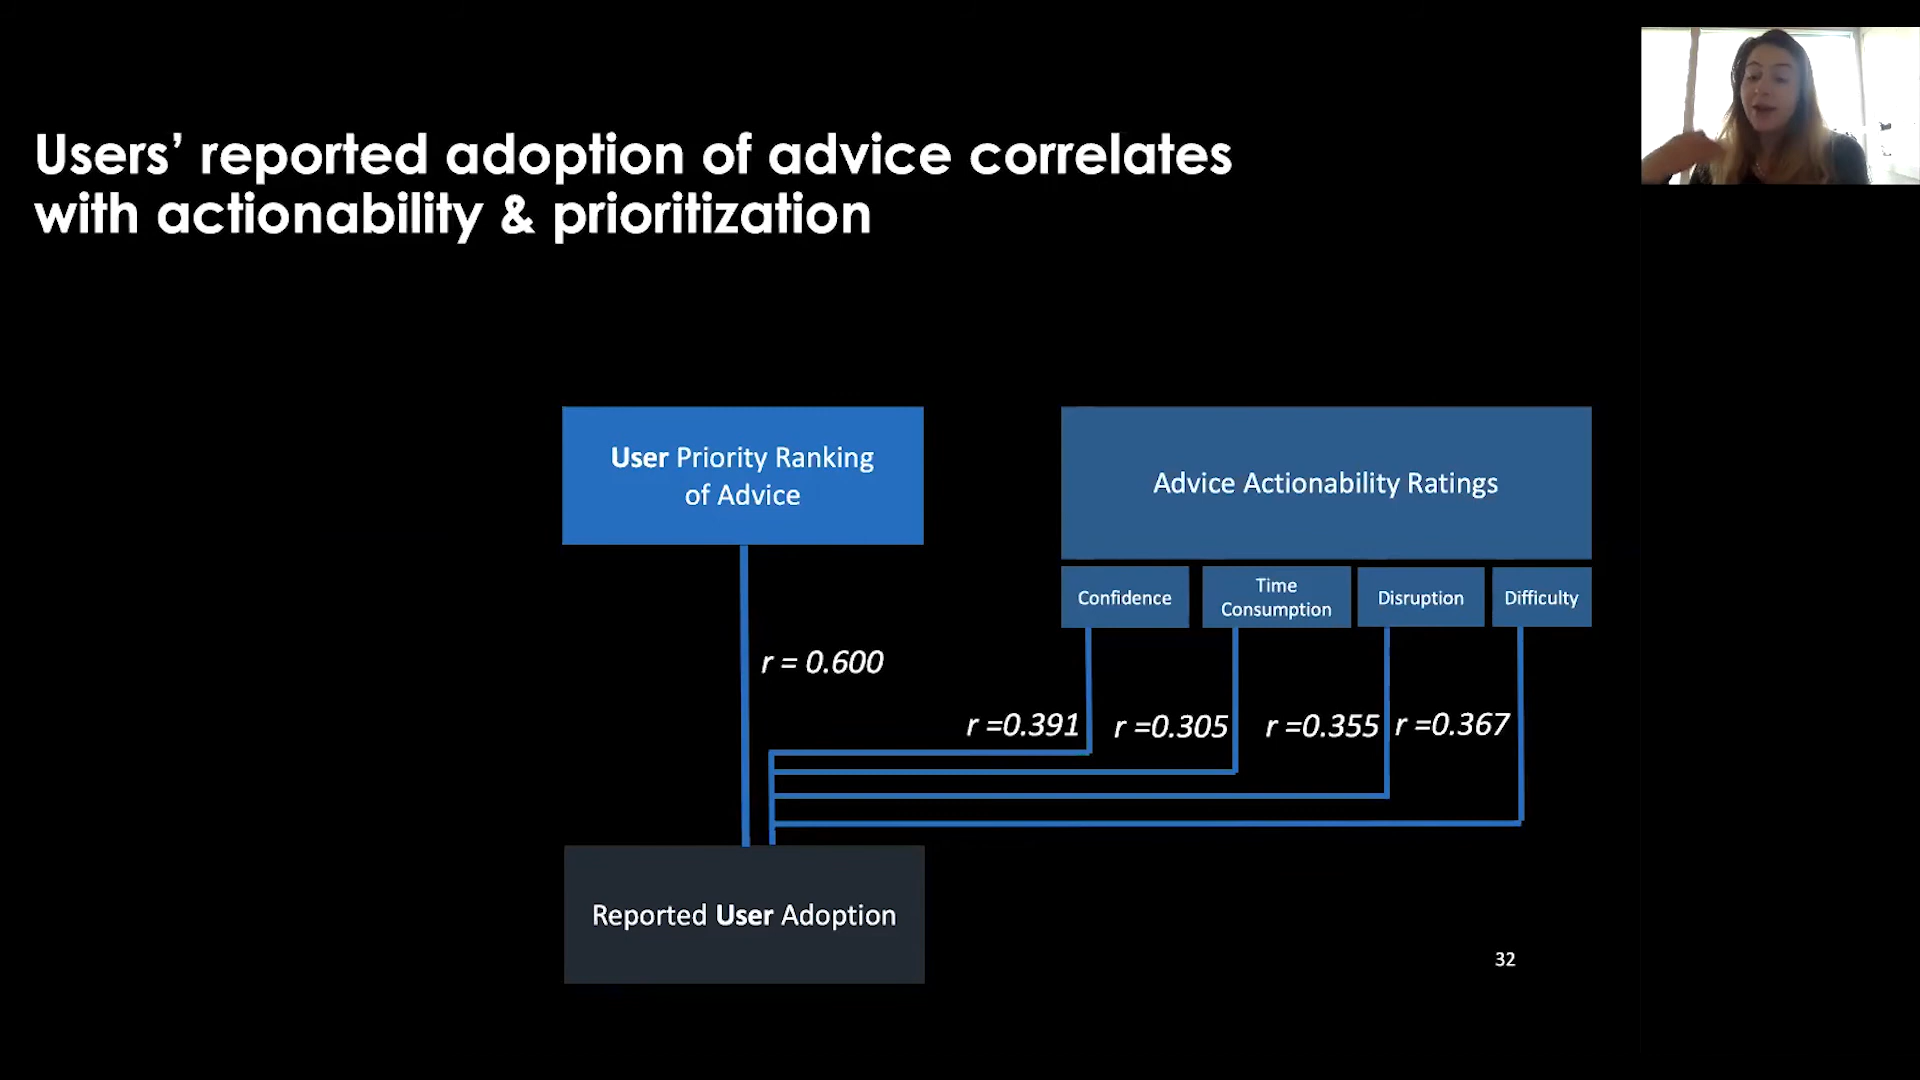 Users’ reported adoption of advice correlates
with actionability & prioritization
User Priority Ranking
of Advice
Advice Actionability Ratings
Confidence
Time
Consumption
Disruption
Difficulty
r = 0.600
r =0.391
r =0.305
r =0.355
r =0.367
Reported User Adoption
32